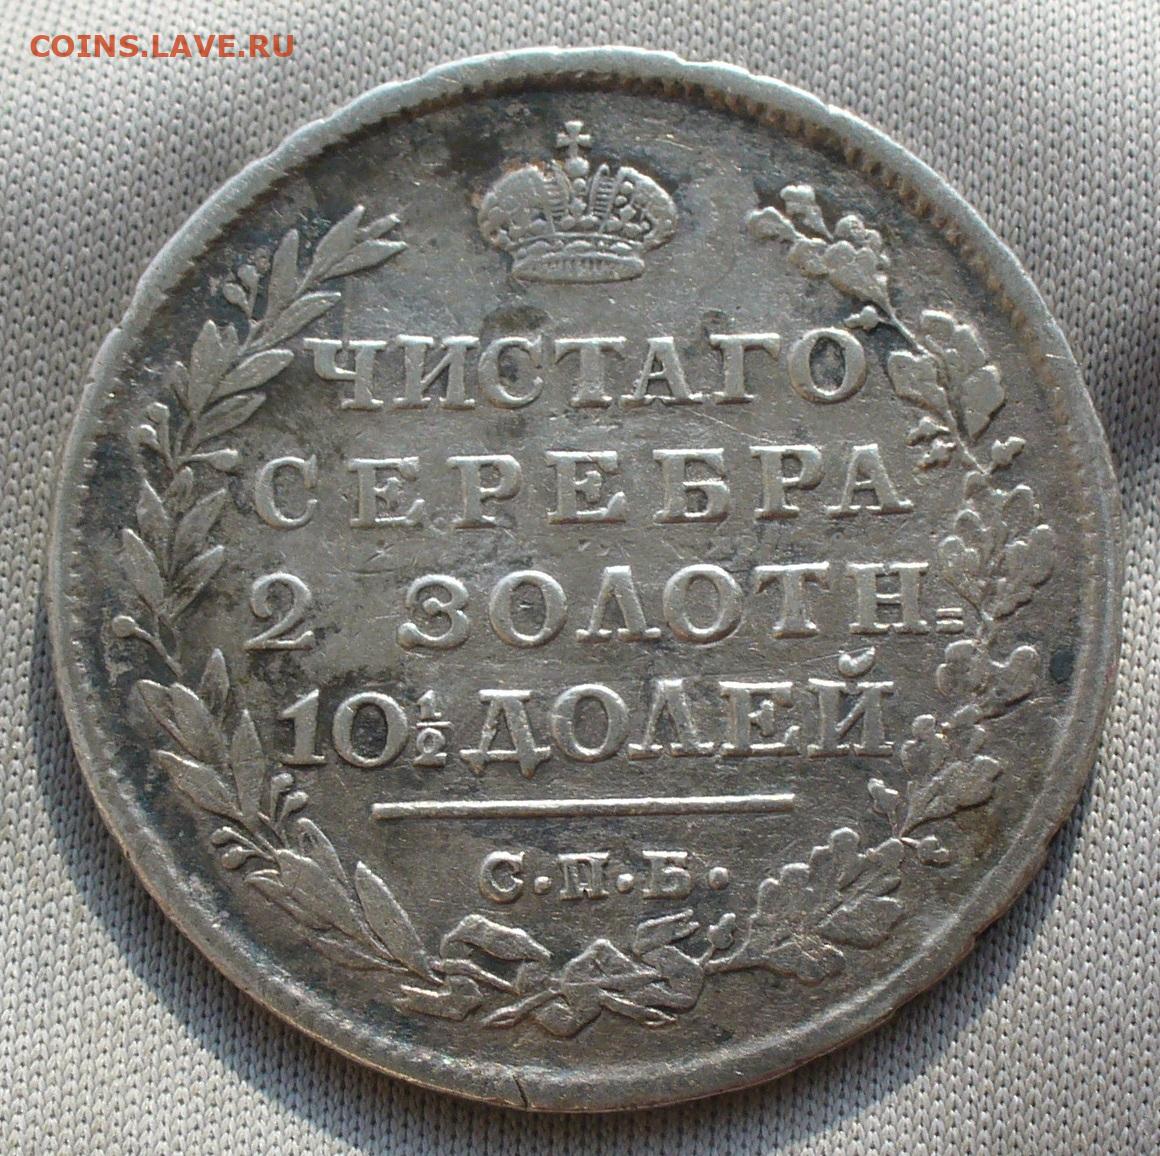 COINS.LAVE.RU
ЧИСТАГО
СЕРЕБРА
2 ЗОЛОТН=
10½ ДОЛЕЙ
С.П.Б.